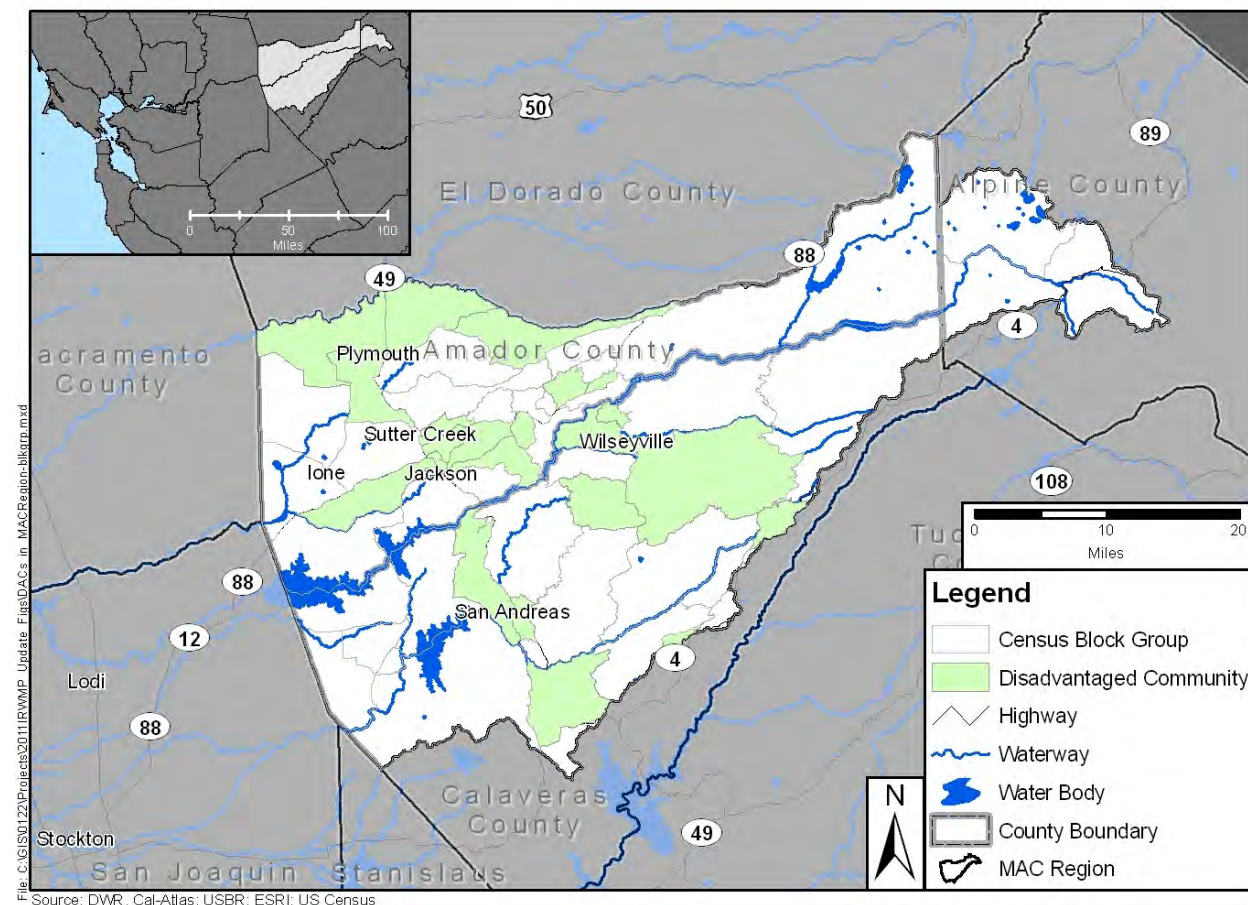 50
89
El Dorado County
Alpine County
0 50 100
Miles
88
49
4
acramento
County
Plymouth
Amador County
Sutter Creek
Wilseyville
Ione
Jackson
108
0 10 20
Miles
Tuo
C
88
San Andreas
12
4
Lodi
88
Legend
Census Block Group
Disadvantaged Community
Highway
Waterway
Water Body
County Boundary
MAC Region
N
Calaveras
County
49
Stockton
San Joaquin
Stanislaus
File: C:\GIS\0122\Projects\2011IRWMP Update Figs\DACs in MACRegion-blkgrp.mxd
Source: DWR, Cal-Atlas; USBR; ESRI; US Census